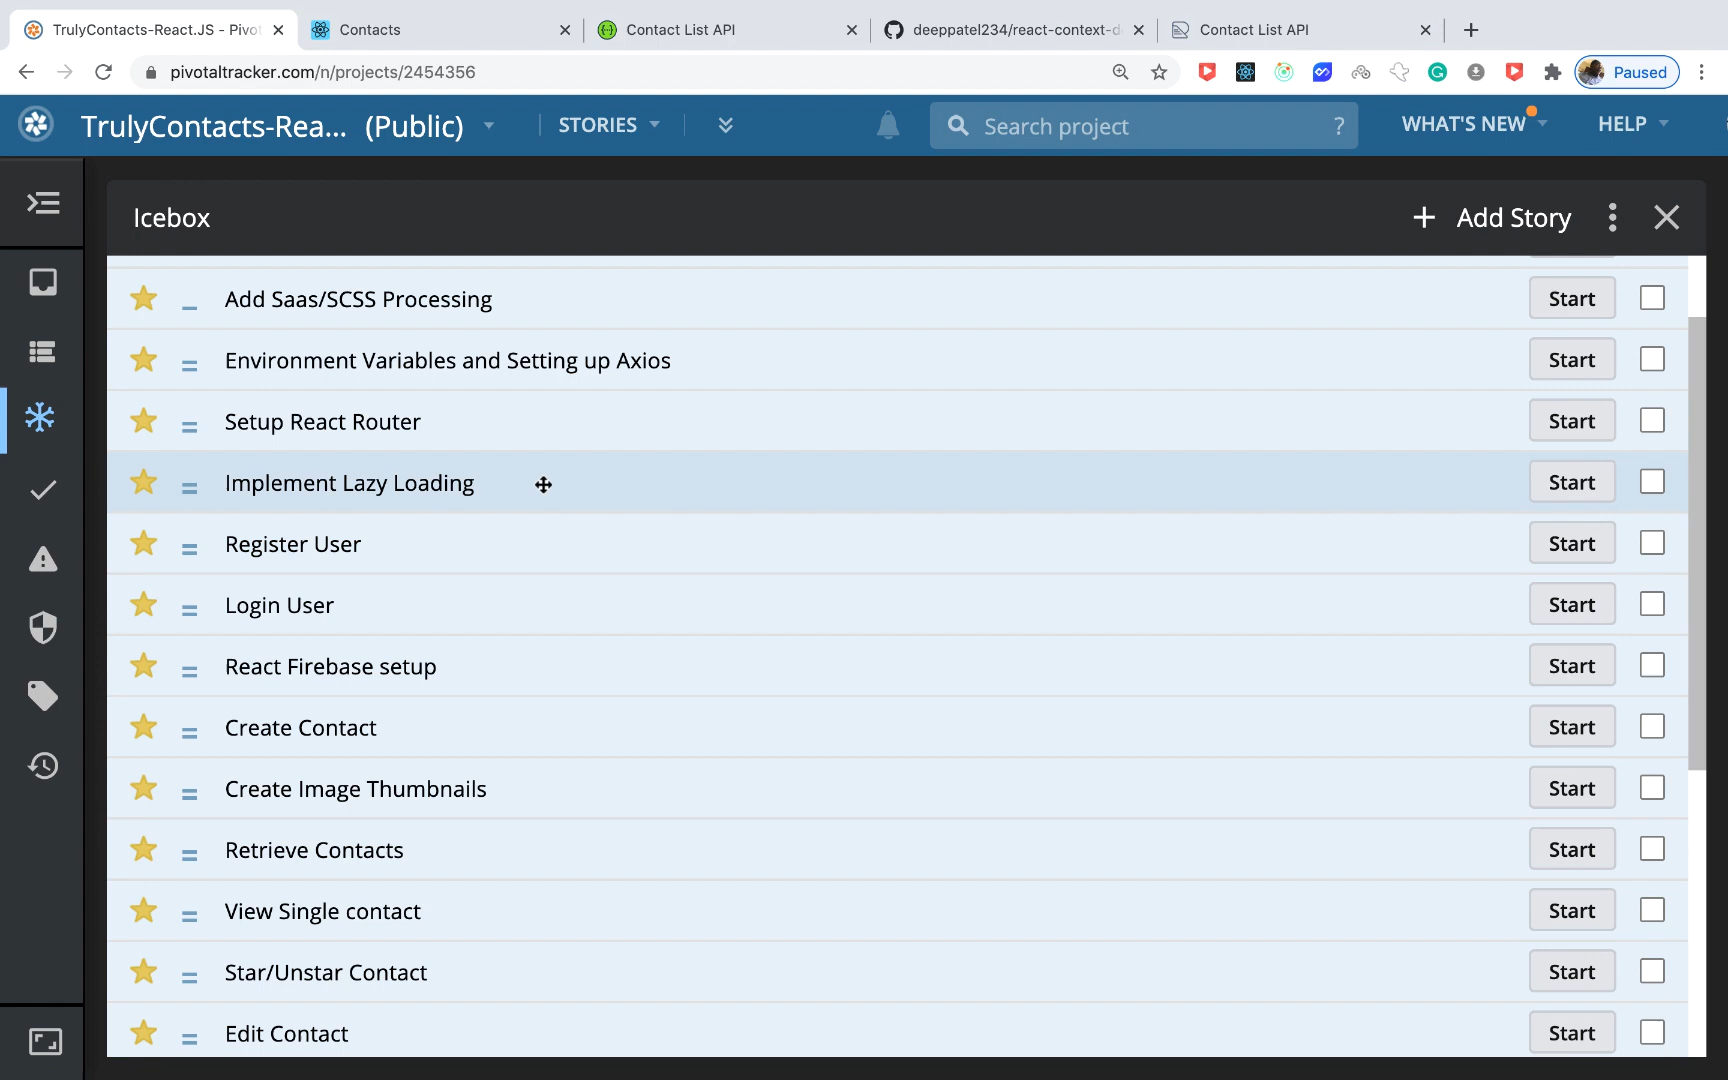 TrulyContacts-React.JS - Pivot
Contacts
Contact List API
deeppatel234/react-context-d
Contact List API
pivotaltracker.com/n/projects/2454356
Paused
TrulyContacts-Rea... (Public)
STORIES
Search project
?
WHAT'S NEW
HELP
Icebox
+ Add Story
Add Saas/SCSS Processing Start
Environment Variables and Setting up Axios Start
Setup React Router Start
Implement Lazy Loading Start
Register User Start
Login User Start
React Firebase setup Start
Create Contact Start
Create Image Thumbnails Start
Retrieve Contacts Start
View Single contact Start
Star/Unstar Contact Start
Edit Contact Start